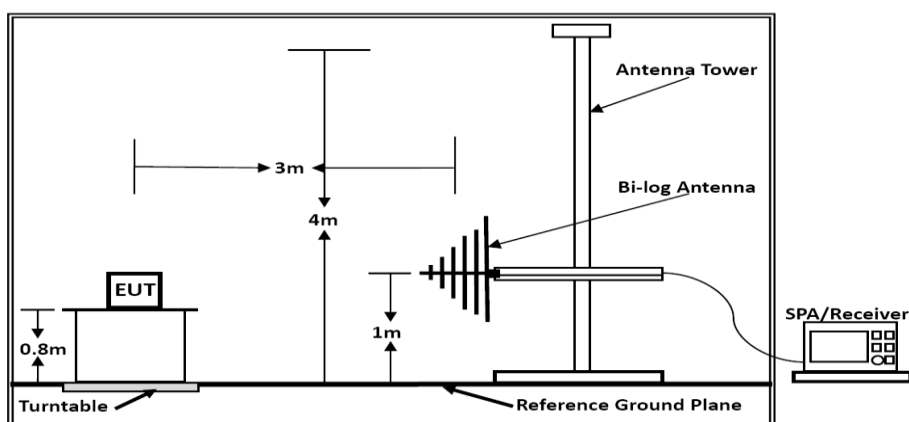 Antenna Tower
3m
Bi-log Antenna
4m
EUT
1m
SPA/Receiver
0.8m
Turntable
Reference Ground Plane